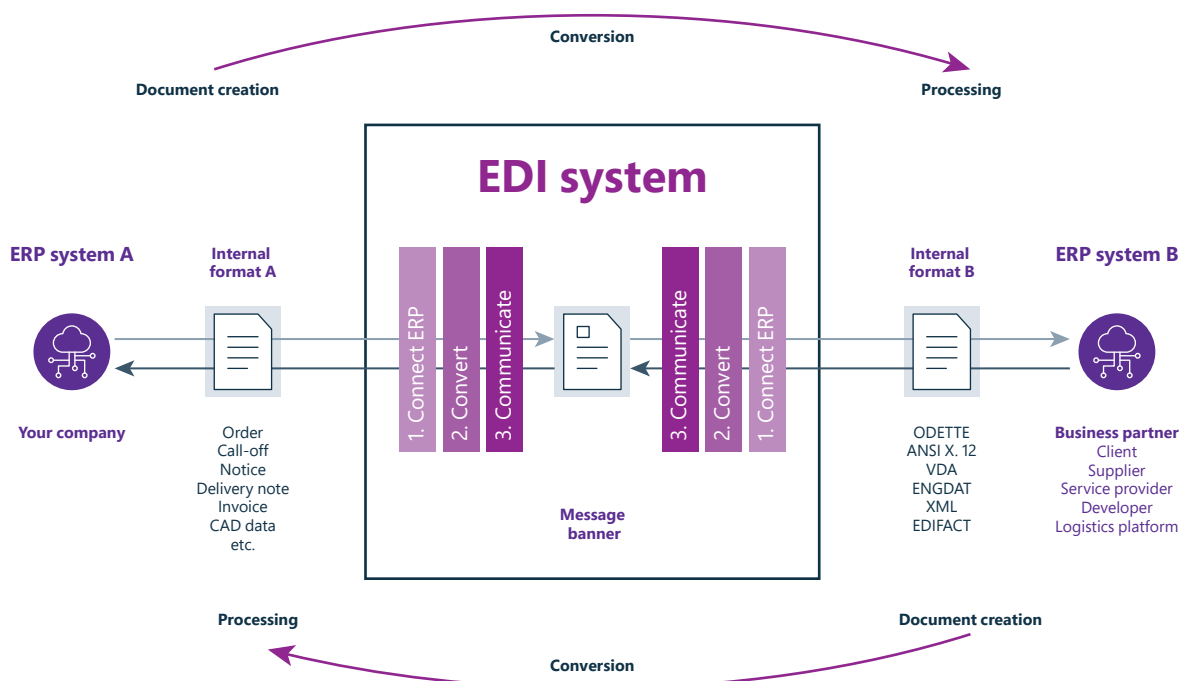 Conversion
Document creation
Processing
EDI system
ERP system A
Internal
format A
Internal
format B
ERP system B
1. Connect ERP
2. Convert
3. Communicate
3. Communicate
2. Convert
1. Connect ERP
Your company
Order
Call-off
Notice
Delivery note
Invoice
CAD data
etc.
Message
banner
ODETTE
ANSI X. 12
VDA
ENGDAT
XML
EDIFACT
Business partner
Client
Supplier
Service provider
Developer
Logistics platform
Processing
Document creation
Conversion